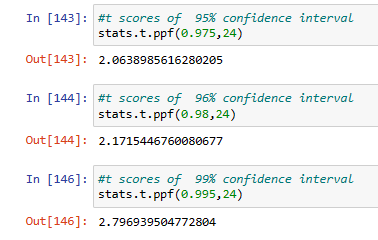 In [143]: #t scores of  95% confidence interval
stats.t.ppf(0.975,24)
Out[143]: 2.0638985616280205
In [144]: #t scores of  96% confidence interval
stats.t.ppf(0.98,24)
Out[144]: 2.1715446760080677
In [146]: #t scores of  99% confidence interval
stats.t.ppf(0.995,24)
Out[146]: 2.796939504772804